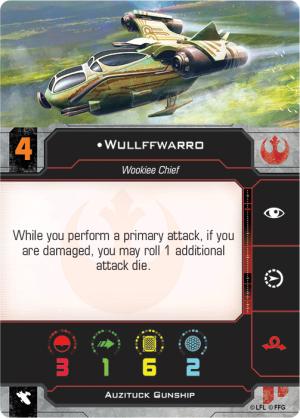 4
•Wullffwarro
Wookiee Chief
While you perform a primary attack, if you
are damaged, you may roll 1 additional
attack die.
3 1 6 2
Auzituck Gunship
©LFL ©FFG